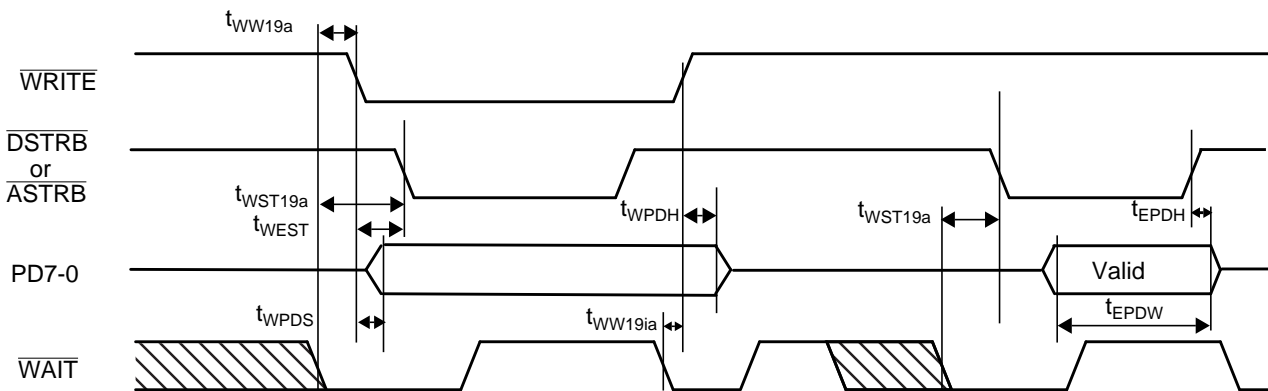 tWW19a
WRITE
DSTRB
or
ASTRB
tWST19a
tWEST
tWPDH
tWST19a
tEPDH
PD7-0
Valid
tWPDS
tWW19ia
tEPDW
WAIT